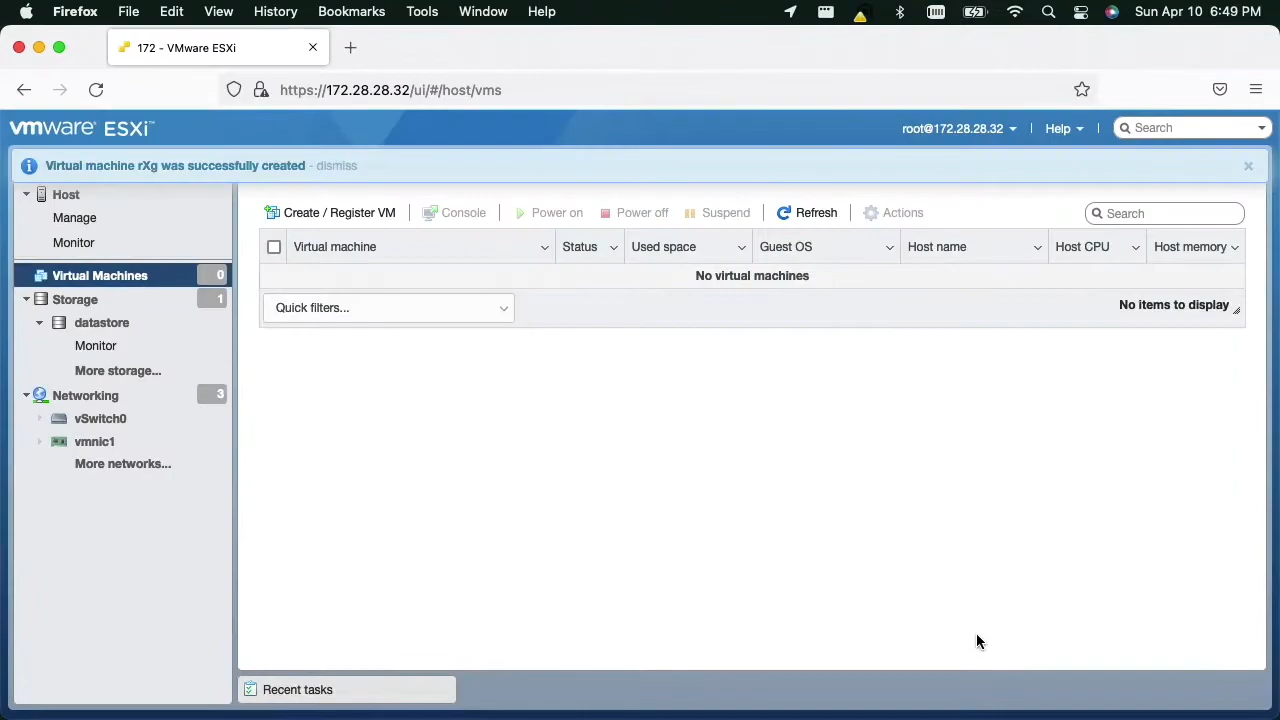 Firefox File Edit View History Bookmarks Tools Window Help Sun Apr 10 6:49 PM
172 - VMware ESXi
https://172.28.28.32/ui/#/host/vms
vmware ESXi™ root@172.28.28.32 Help Search
Virtual machine rXg was successfully created - dismiss
Host
Manage
Monitor
Virtual Machines 0
Storage 1
datastore
Monitor
More storage...
Networking 3
vSwitch0
vmnic1
More networks...
Create / Register VM Console Power on Power off Suspend Refresh Actions Search
Virtual machine Status Used space Guest OS Host name Host CPU Host memory
No virtual machines
Quick filters... No items to display
Recent tasks